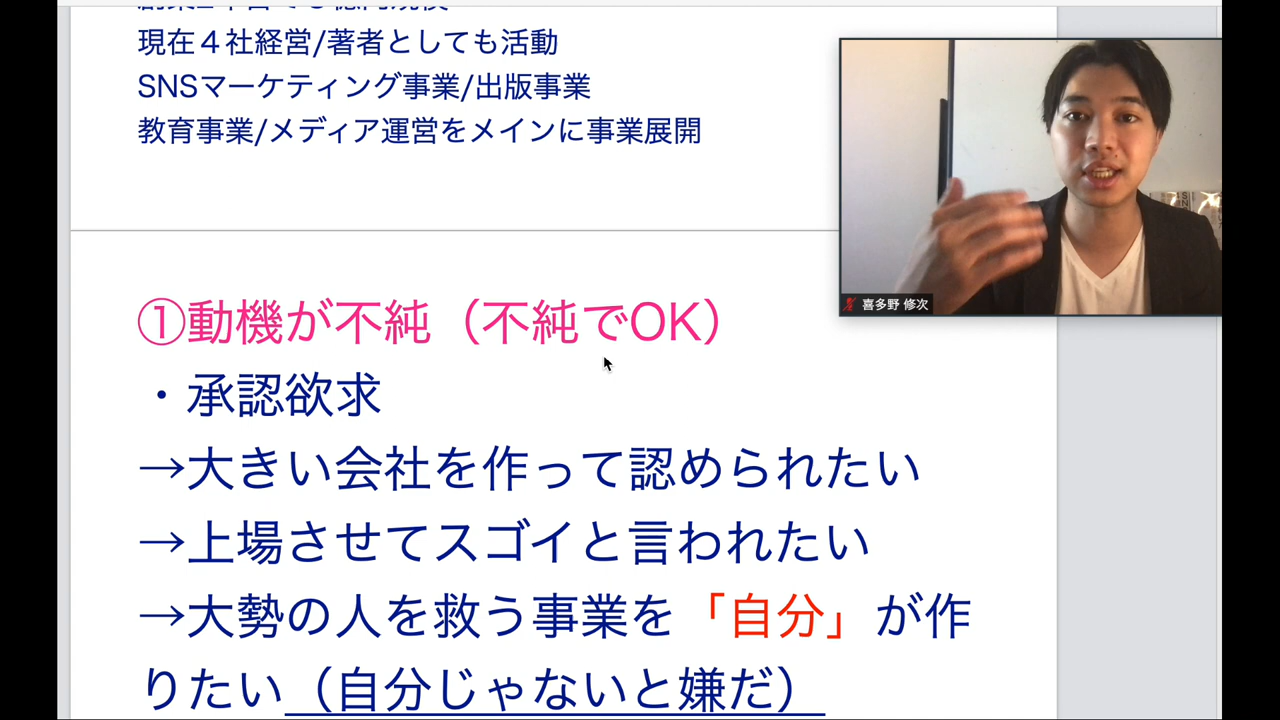 現在４社経営/著者としても活動
SNSマーケティング事業/出版事業
教育事業/メディア運営をメインに事業展開
喜多野 修次
①動機が不純（不純でOK）
・承認欲求
→大きい会社を作って認められたい
→上場させてスゴイと言われたい
→大勢の人を救う事業を「自分」が作
りたい（自分じゃないと嫌だ）